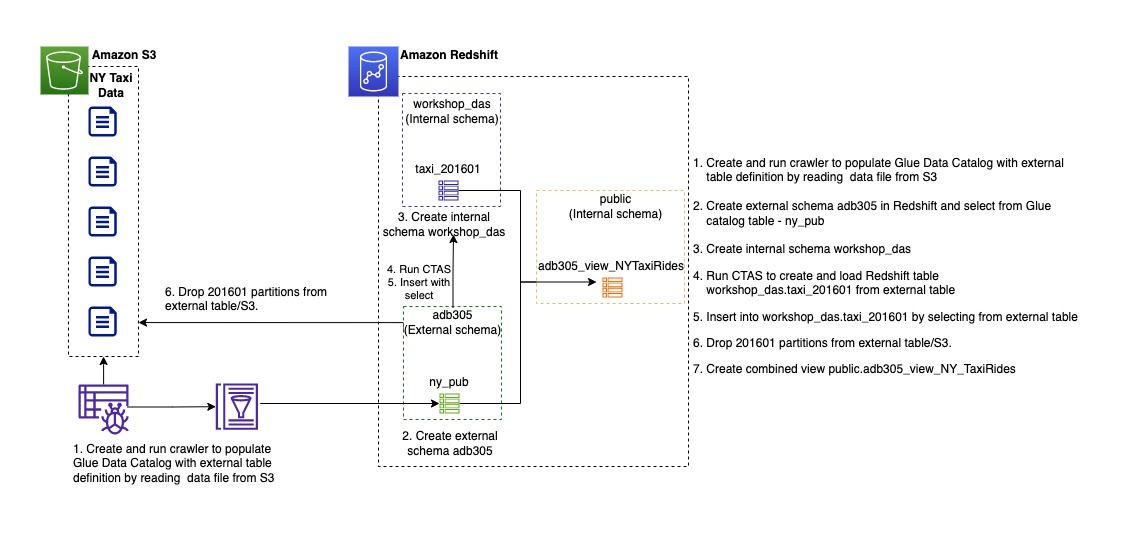 Amazon S3
NY Taxi
Data
Amazon Redshift
workshop_das
(Internal schema)
taxi_201601
3. Create internal
schema workshop_das
public
(Internal schema)
adb305_view_NYTaxiRides
4. Run CTAS
5. Insert with
select
6. Drop 201601 partitions from
external table/S3.
adb305
(External schema)
ny_pub
2. Create external
schema adb305
1. Create and run crawler to populate
Glue Data Catalog with external table
definition by reading data file from S3
1. Create and run crawler to populate Glue Data Catalog with external
table definition by reading data file from S3
2. Create external schema adb305 in Redshift and select from Glue
catalog table - ny_pub
3. Create internal schema workshop_das
4. Run CTAS to create and load Redshift table
workshop_das.taxi_201601 from external table
5. Insert into workshop_das.taxi_201601 by selecting from external table
6. Drop 201601 partitions from external table/S3.
7. Create combined view public.adb305_view_NY_TaxiRides